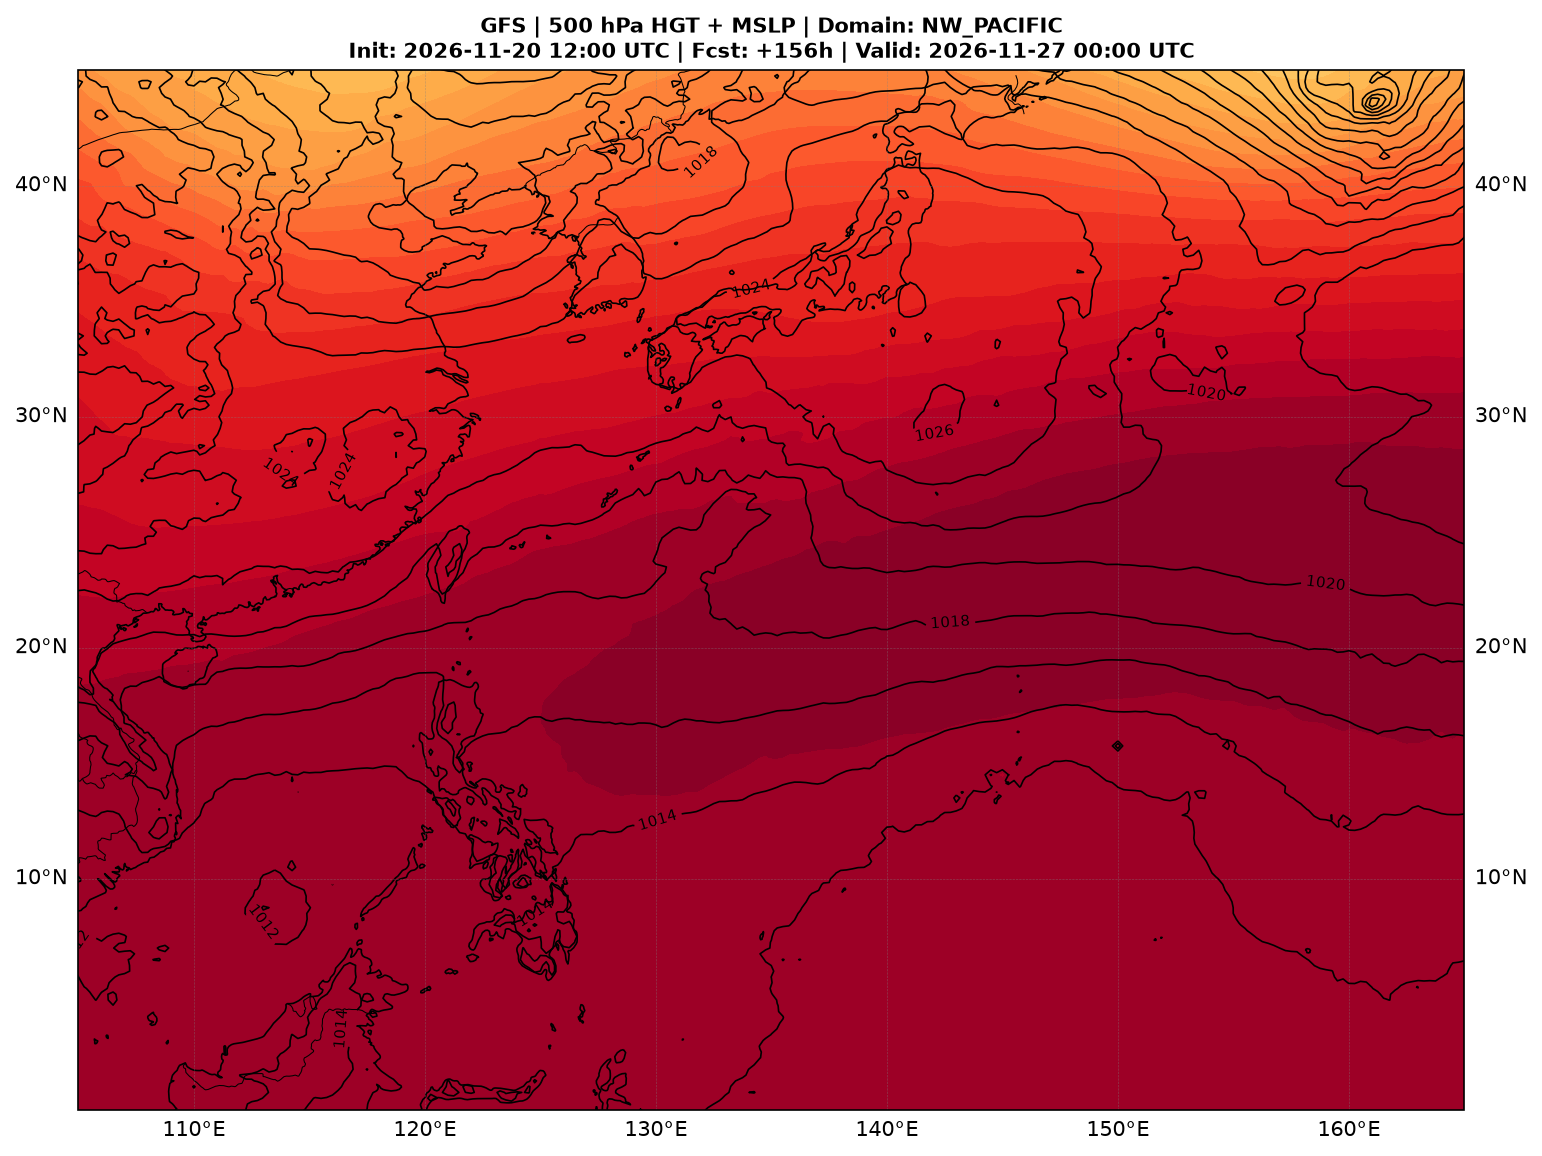 GFS | 500 hPa HGT + MSLP | Domain: NW_PACIFIC
Init: 2026-11-20 12:00 UTC | Fcst: +156h | Valid: 2026-11-27 00:00 UTC
1018
40°N 40°N
1024
1020
30°N 30°N
1026
1024
1020
1018
20°N 20°N
1014
10°N 10°N
1012
1014
110°E 120°E 130°E 140°E 150°E 160°E